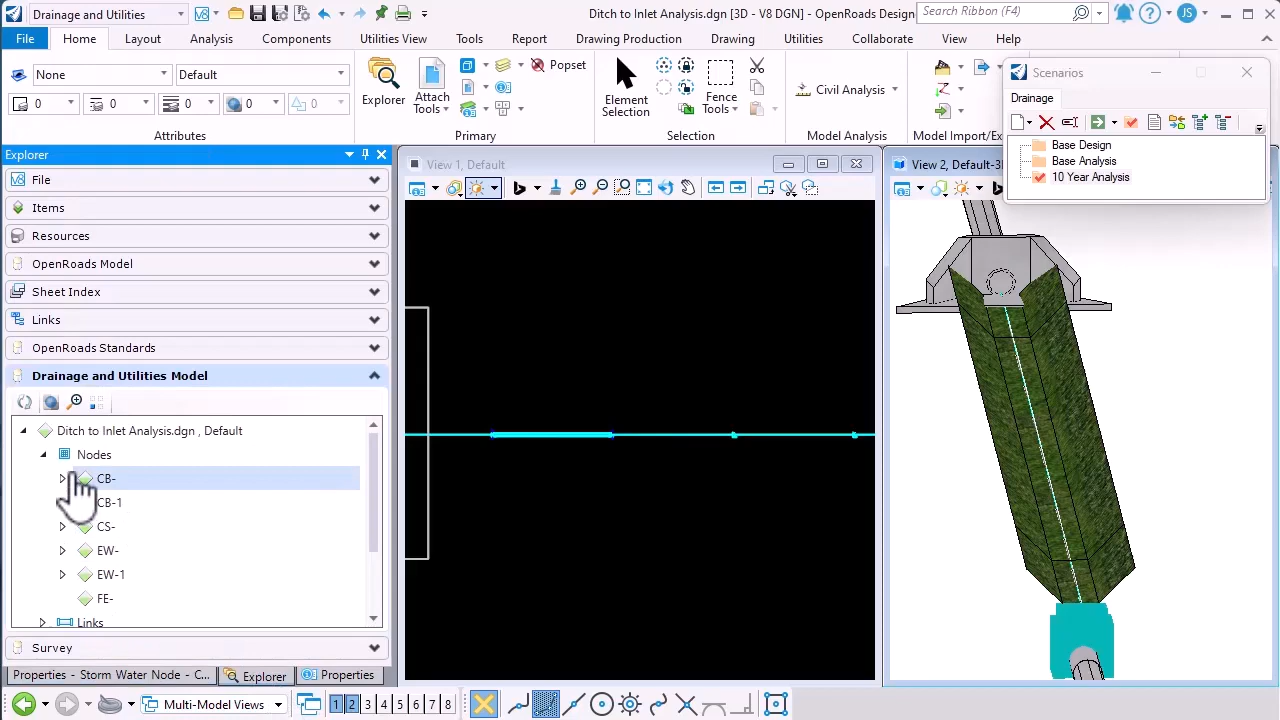 Drainage and Utilities
Ditch to Inlet Analysis.dgn [3D - V8 DGN] - OpenRoads Design
Search Ribbon (F4)
JS
File
Home
Layout
Analysis
Components
Utilities View
Tools
Report
Drawing Production
Drawing
Utilities
Collaborate
View
Help
None
Default
0
0
0
0
0
Attributes
Explorer
Attach
Tools
Popset
Primary
Element
Selection
Fence
Tools
Selection
Civil Analysis
Model Analysis
Model Import/Ex
Scenarios
Drainage
Base Design
Base Analysis
10 Year Analysis
Explorer
File
Items
Resources
OpenRoads Model
Sheet Index
Links
OpenRoads Standards
Drainage and Utilities Model
Ditch to Inlet Analysis.dgn , Default
Nodes
CB-
CB-1
CS-
EW-
EW-1
FE-
Links
Survey
Properties - Storm Water Node - C...
Explorer
Properties
View 1, Default
View 2, Default-3
Multi-Model Views
1 2 3 4 5 6 7 8